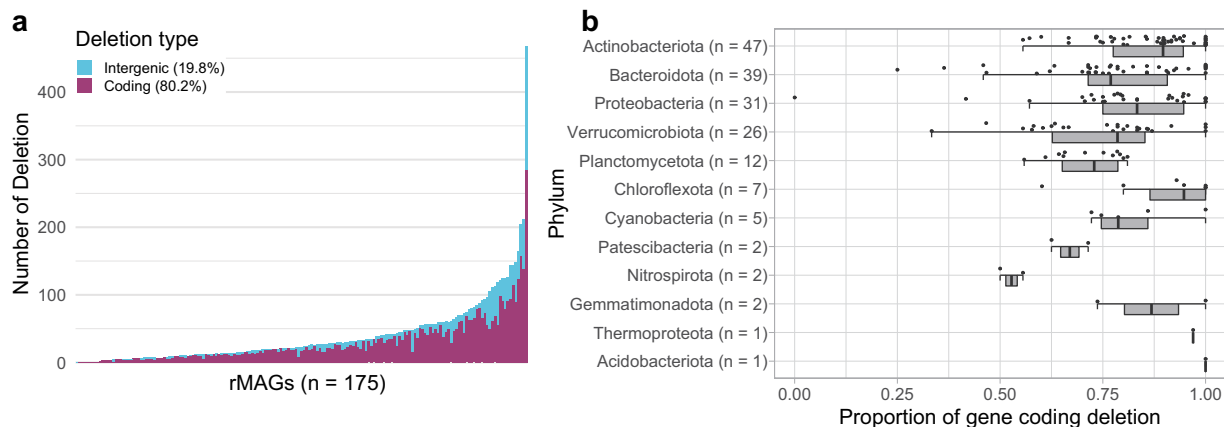 a
Deletion type
Intergenic (19.8%)
Coding (80.2%)
Number of Deletion
400
300
200
100
0
rMAGs (n = 175)
b
Phylum
Actinobacteriota (n = 47)
Bacteroidota (n = 39)
Proteobacteria (n = 31)
Verrucomicrobiota (n = 26)
Planctomycetota (n = 12)
Chloroflexota (n = 7)
Cyanobacteria (n = 5)
Patescibacteria (n = 2)
Nitrospirota (n = 2)
Gemmatimonadota (n = 2)
Thermoproteota (n = 1)
Acidobacteriota (n = 1)
0.00 0.25 0.50 0.75 1.00
Proportion of gene coding deletion